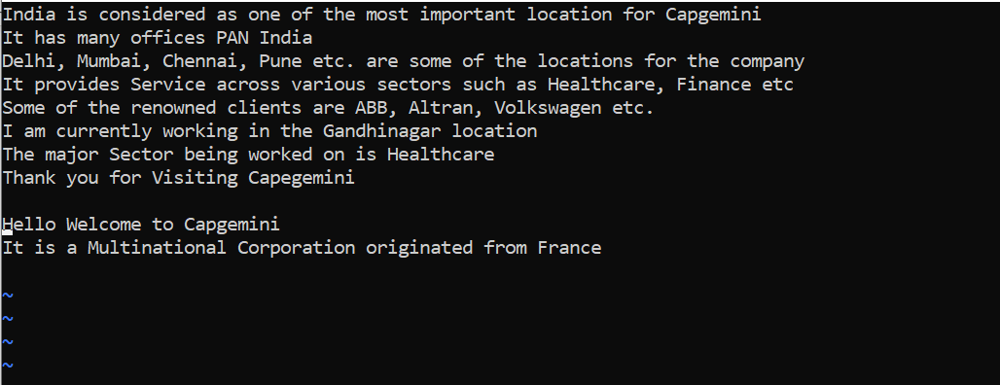 India is considered as one of the most important location for Capgemini
It has many offices PAN India
Delhi, Mumbai, Chennai, Pune etc. are some of the locations for the company
It provides Service across various sectors such as Healthcare, Finance etc
Some of the renowned clients are ABB, Altran, Volkswagen etc.
I am currently working in the Gandhinagar location
The major Sector being worked on is Healthcare
Thank you for Visiting Capegemini

Hello Welcome to Capgemini
It is a Multinational Corporation originated from France

~
~
~
~